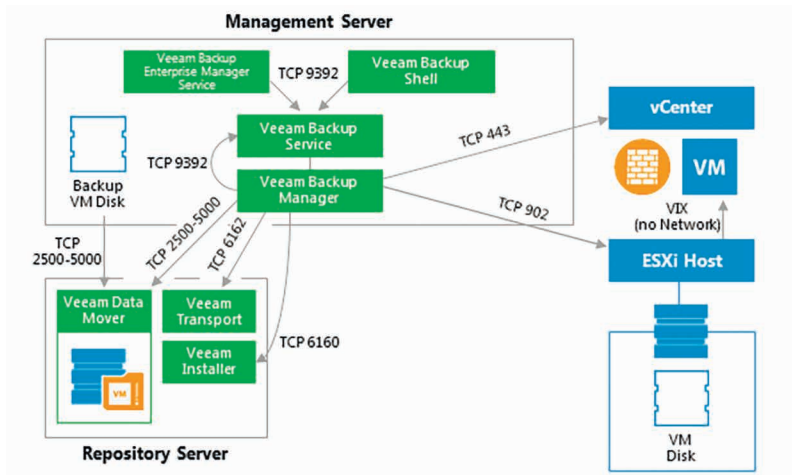 Management Server
Veeam Backup
Enterprise Manager
Service
TCP 9392
Veeam Backup
Shell
Veeam Backup
Service
TCP 9392
Veeam Backup
Manager
Backup
VM Disk
TCP 443
vCenter
VM
VIX
(no Network)
TCP 902
ESXi Host
TCP
2500-5000
TCP 2500-5000
TCP 6162
TCP 6160
Veeam Data
Mover
Veeam
Transport
Veeam
Installer
VM
Repository Server
VM
Disk